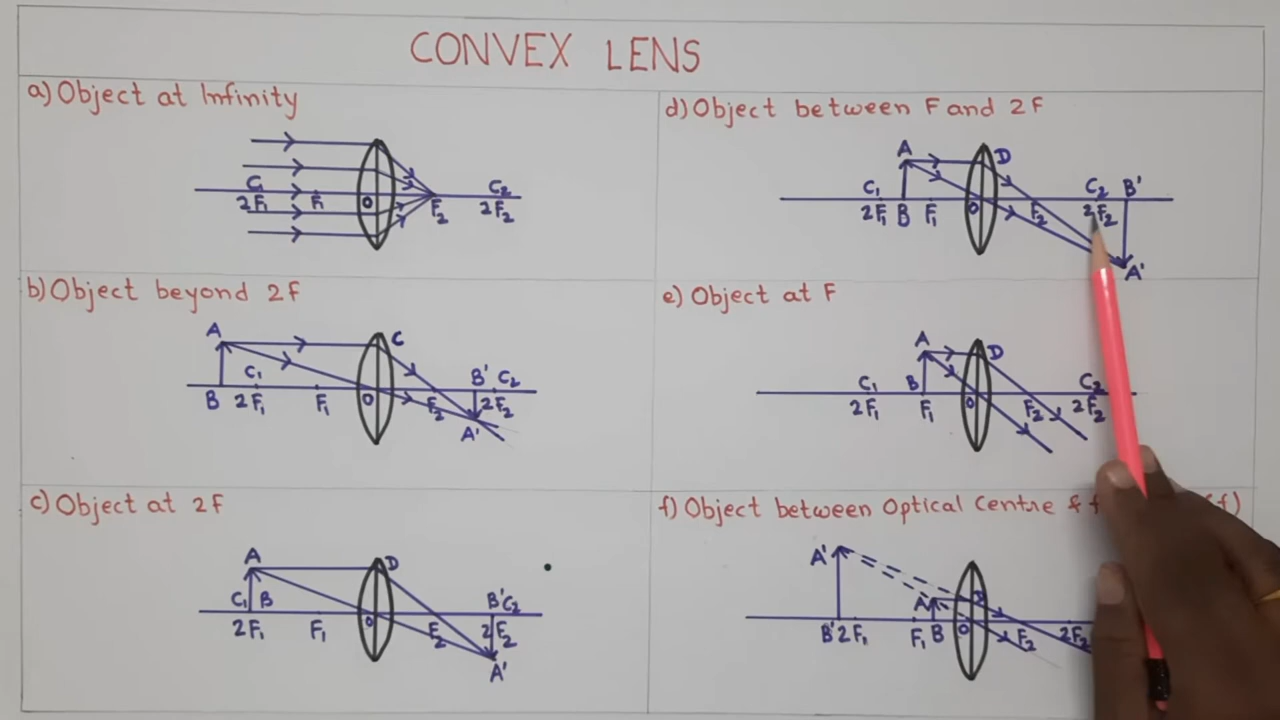 CONVEX LENS
a) Object at Infinity
C1
2F1
F1
O
F2
C2
2F2
b) Object beyond 2F
A
C
C1
B' C2
B 2F1 F1 O F2 2F2
A'
c) Object at 2F
A
D
C1 B
B' C2
2F1 F1 O F2 2F2
A'
d) Object between F and 2F
A
D
C1
C2 B'
2F1 B F1 O F2 2F2
A'
e) Object at F
A
D
C1 B
C2
2F1 F1 O F2 2F2
f) Object between Optical Centre &
A'
A
B' 2F1 F1 B O F2 2F2